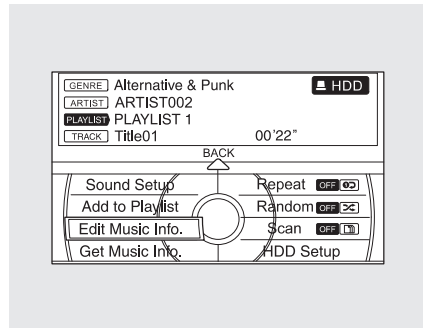 GENRE Alternative & Punk HDD
ARTIST ARTIST002
PLAYLIST PLAYLIST 1
TRACK Title01 00'22"
BACK
Sound Setup Repeat OFF
Add to Playlist Random OFF
Edit Music Info. Scan OFF
Get Music Info. HDD Setup